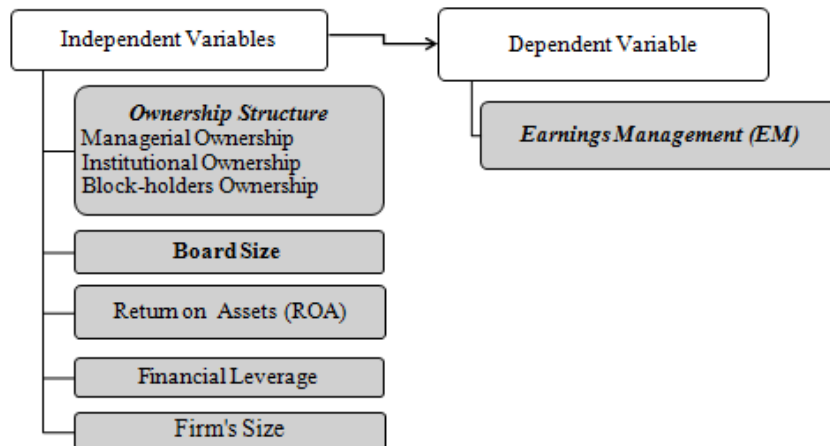 Independent Variables
Dependent Variable
Ownership Structure
Managerial Ownership
Institutional Ownership
Block-holders Ownership
Board Size
Return on Assets (ROA)
Financial Leverage
Firm's Size
Earnings Management (EM)